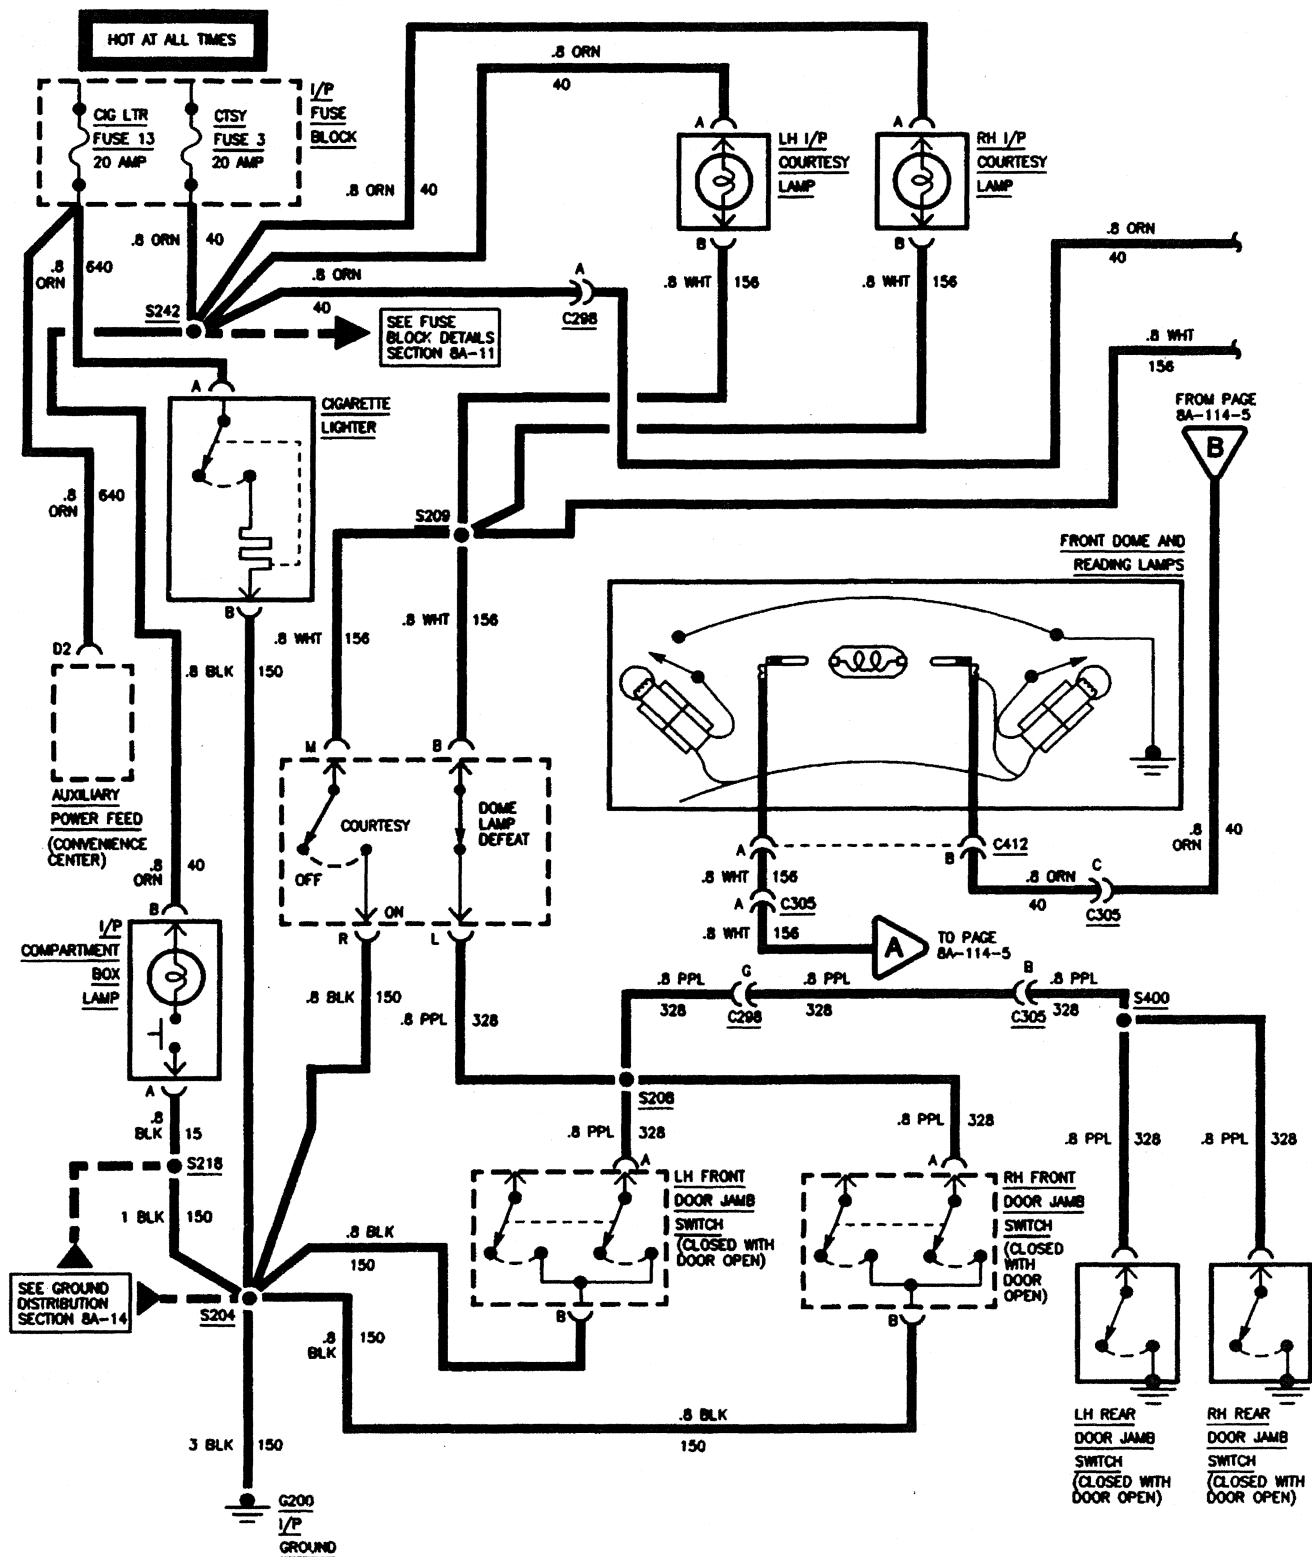 HOT AT ALL TIMES
CIG LTR
FUSE 13
20 AMP
CTSY
FUSE 3
20 AMP
I/P
FUSE
BLOCK
.8 ORN
40
.8 ORN
40
A
A
LH I/P
COURTESY
LAMP
RH I/P
COURTESY
LAMP
B
B
.8 WHT
156
.8 WHT
156
.8 ORN
40
.8 ORN
640
.8 ORN
40
A
C298
.8 ORN
40
S242
SEE FUSE
BLOCK DETAILS
SECTION 8A-11
.8 WHT
156
FROM PAGE
8A-114-5
B
A
CIGARETTE
LIGHTER
B
.8
ORN
640
S209
.8 WHT
156
.8 WHT
156
.8 BLK
150
D2
AUXILIARY
POWER FEED
(CONVENIENCE
CENTER)
FRONT DOME AND
READING LAMPS
M
B
COURTESY
OFF
ON
DOME
LAMP
DEFEAT
R
L
.8
ORN
40
A
B
C412
.8 WHT
156
A
C305
.8 WHT
156
A
TO PAGE
8A-114-5
.8 ORN
40
C
C305
.8
ORN
40
B
I/P
COMPARTMENT
BOX
LAMP
A
.8 BLK
150
.8 PPL
328
.8 PPL
328
G
C298
.8 PPL
328
B
C305
.8 PPL
328
S400
S208
.8 PPL
328
.8 PPL
328
.8 PPL
328
.8 PPL
328
.8
BLK
15
S218
1 BLK
150
SEE GROUND
DISTRIBUTION
SECTION 8A-14
S204
A
LH FRONT
DOOR JAMB
SWITCH
(CLOSED WITH
DOOR OPEN)
B
A
RH FRONT
DOOR JAMB
SWITCH
(CLOSED
WITH
DOOR
OPEN)
B
.8 BLK
150
.8
BLK
150
.8 BLK
150
3 BLK
150
G200
I/P
GROUND
LH REAR
DOOR JAMB
SWITCH
(CLOSED WITH
DOOR OPEN)
RH REAR
DOOR JAMB
SWITCH
(CLOSED WITH
DOOR OPEN)